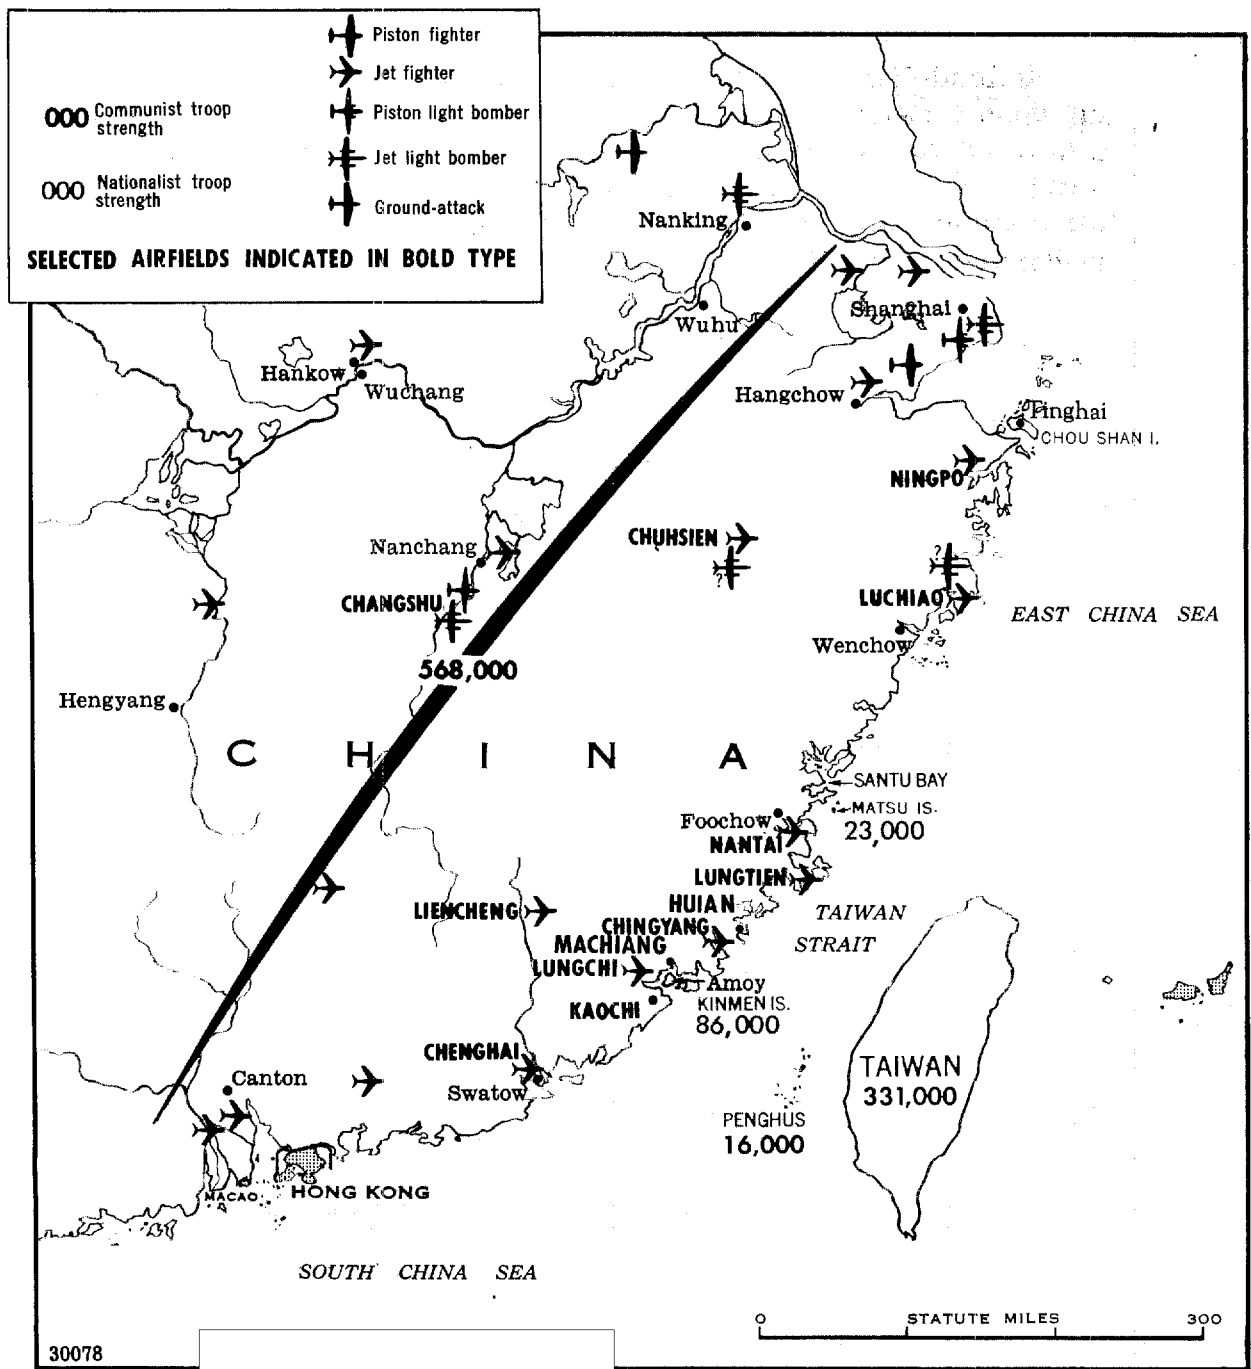 Piston fighter
Jet fighter
000 Communist troop
strength
Piston light bomber
Jet light bomber
000 Nationalist troop
strength
Ground-attack
SELECTED AIRFIELDS INDICATED IN BOLD TYPE
Nanking
Wuhu
Shanghai
Hankow
Wuchang
Hangchow
Tinghai
CHOU SHAN I.
NINGPO
CHUHSIEN
?
Nanchang
CHANGSHU
?
LUCHIAO
EAST CHINA SEA
Wenchow
568,000
Hengyang
CHINA
SANTU BAY
MATSU IS.
23,000
Foochow
NANTAI
LUNGTIEN
HUIAN
LIENCHENG
CHINGYANG
TAIWAN
STRAIT
MACHIANG
LUNGCHI
Amoy
KINMEN IS.
86,000
KAOCHI
CHENGHAI
Swatow
Canton
TAIWAN
331,000
PENGHUS
16,000
MACAO
HONG KONG
SOUTH CHINA SEA
0 STATUTE MILES 300
30078